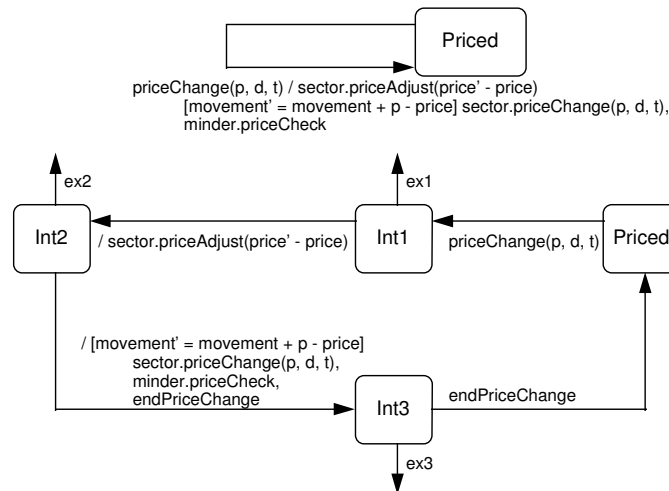 Priced
priceChange(p, d, t) / sector.priceAdjust(price' - price)
[movement' = movement + p - price] sector.priceChange(p, d, t),
minder.priceCheck
ex2
ex1
Int2
Int1
Priced
/ sector.priceAdjust(price' - price)
priceChange(p, d, t)
/ [movement' = movement + p - price]
sector.priceChange(p, d, t),
minder.priceCheck,
endPriceChange
Int3
endPriceChange
ex3